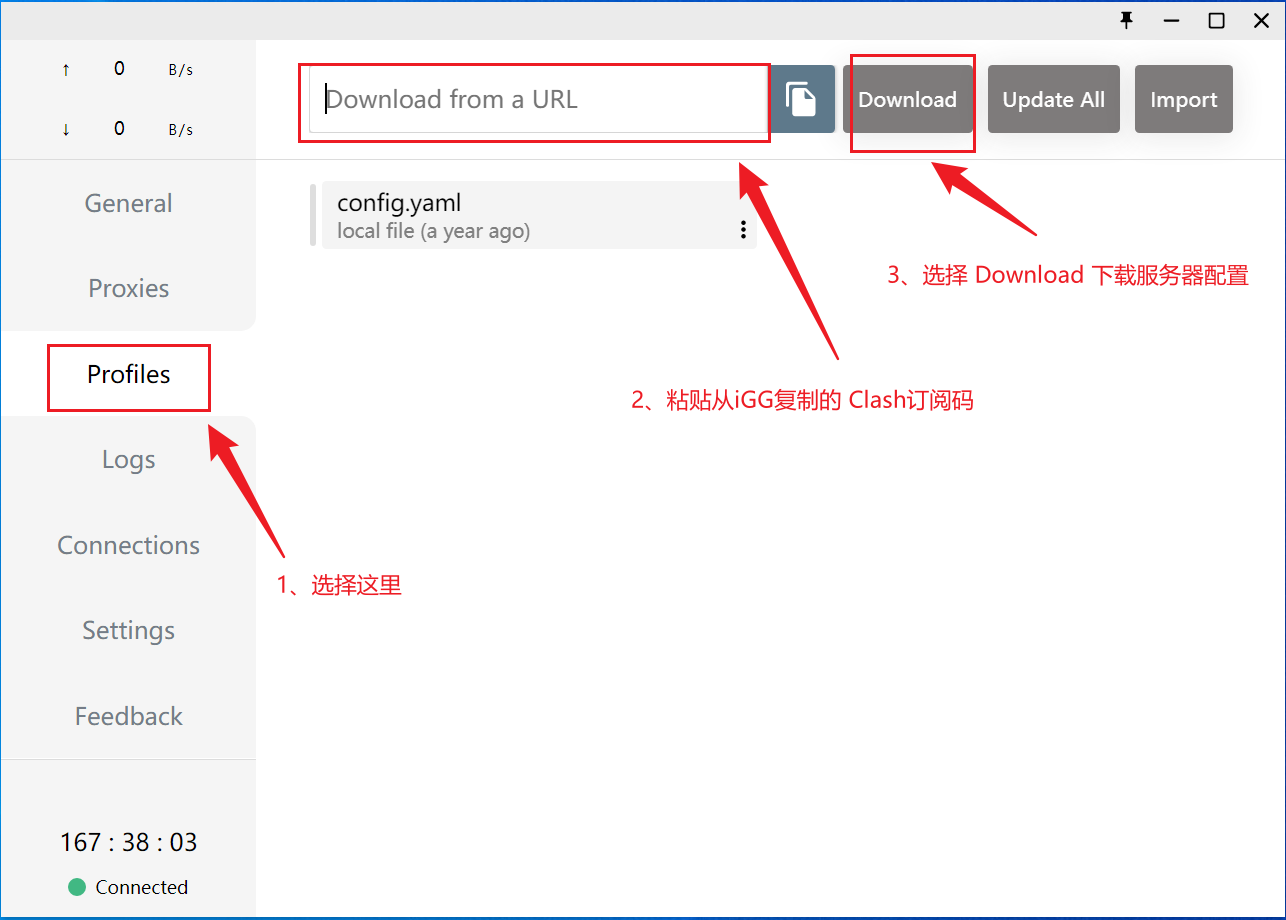 ↑ 0 B/s
↓ 0 B/s
Download from a URL
Download
Update All
Import
General
Proxies
Profiles
Logs
Connections
Settings
Feedback
167 : 38 : 03
Connected
config.yaml
local file (a year ago)
3、选择 Download 下载服务器配置
2、粘贴从iGG复制的 Clash订阅码
1、选择这里